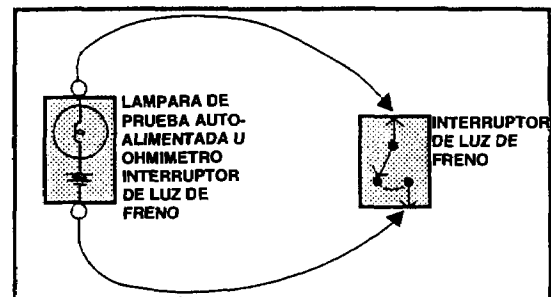 LAMPARA DE
PRUEBA AUTO-
ALIMENTADA U
OHMIMETRO
INTERRUPTOR
DE LUZ DE
FRENO
INTERRUPTOR
DE LUZ DE
FRENO